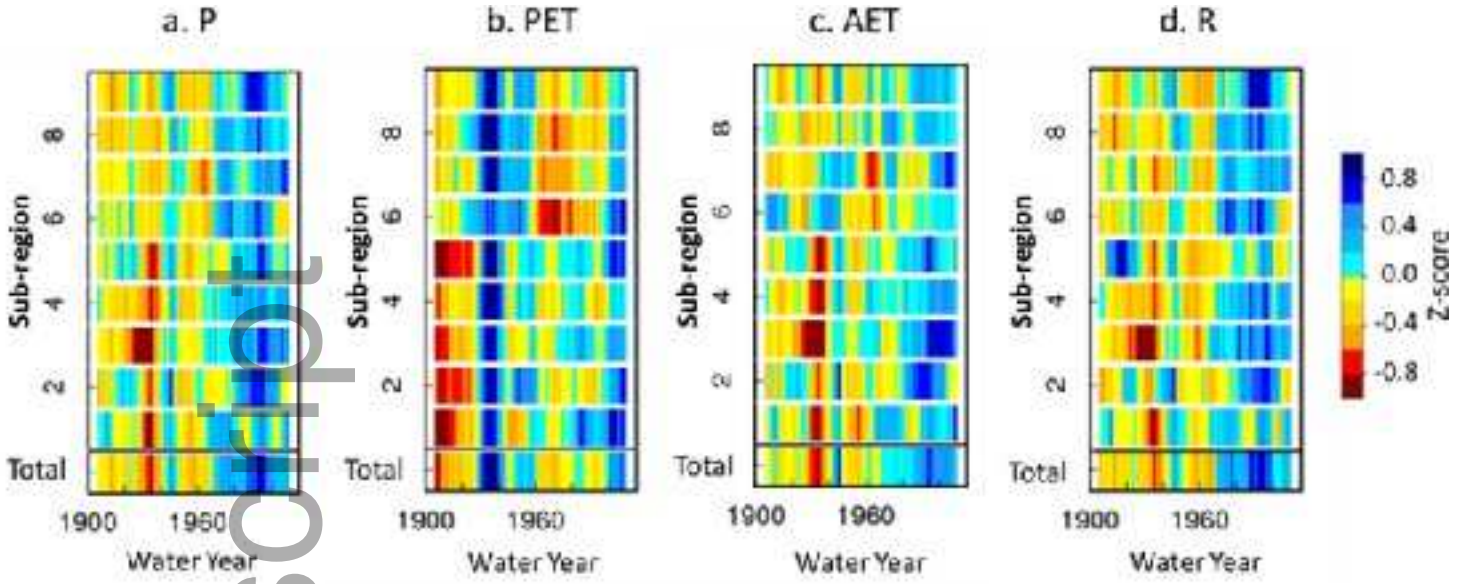 a. P
b. PET
c. AET
d. R
Sub-region
8
6
4
2
Total
1900
1960
Water Year
Sub-region
8
6
4
2
Total
1900
1960
Water Year
Sub-region
8
6
4
2
Total
1900
1960
Water Year
Sub-region
8
6
4
2
Total
1900
1960
Water Year
0.8
0.4
0.0
-0.4
-0.8
Z-score
script